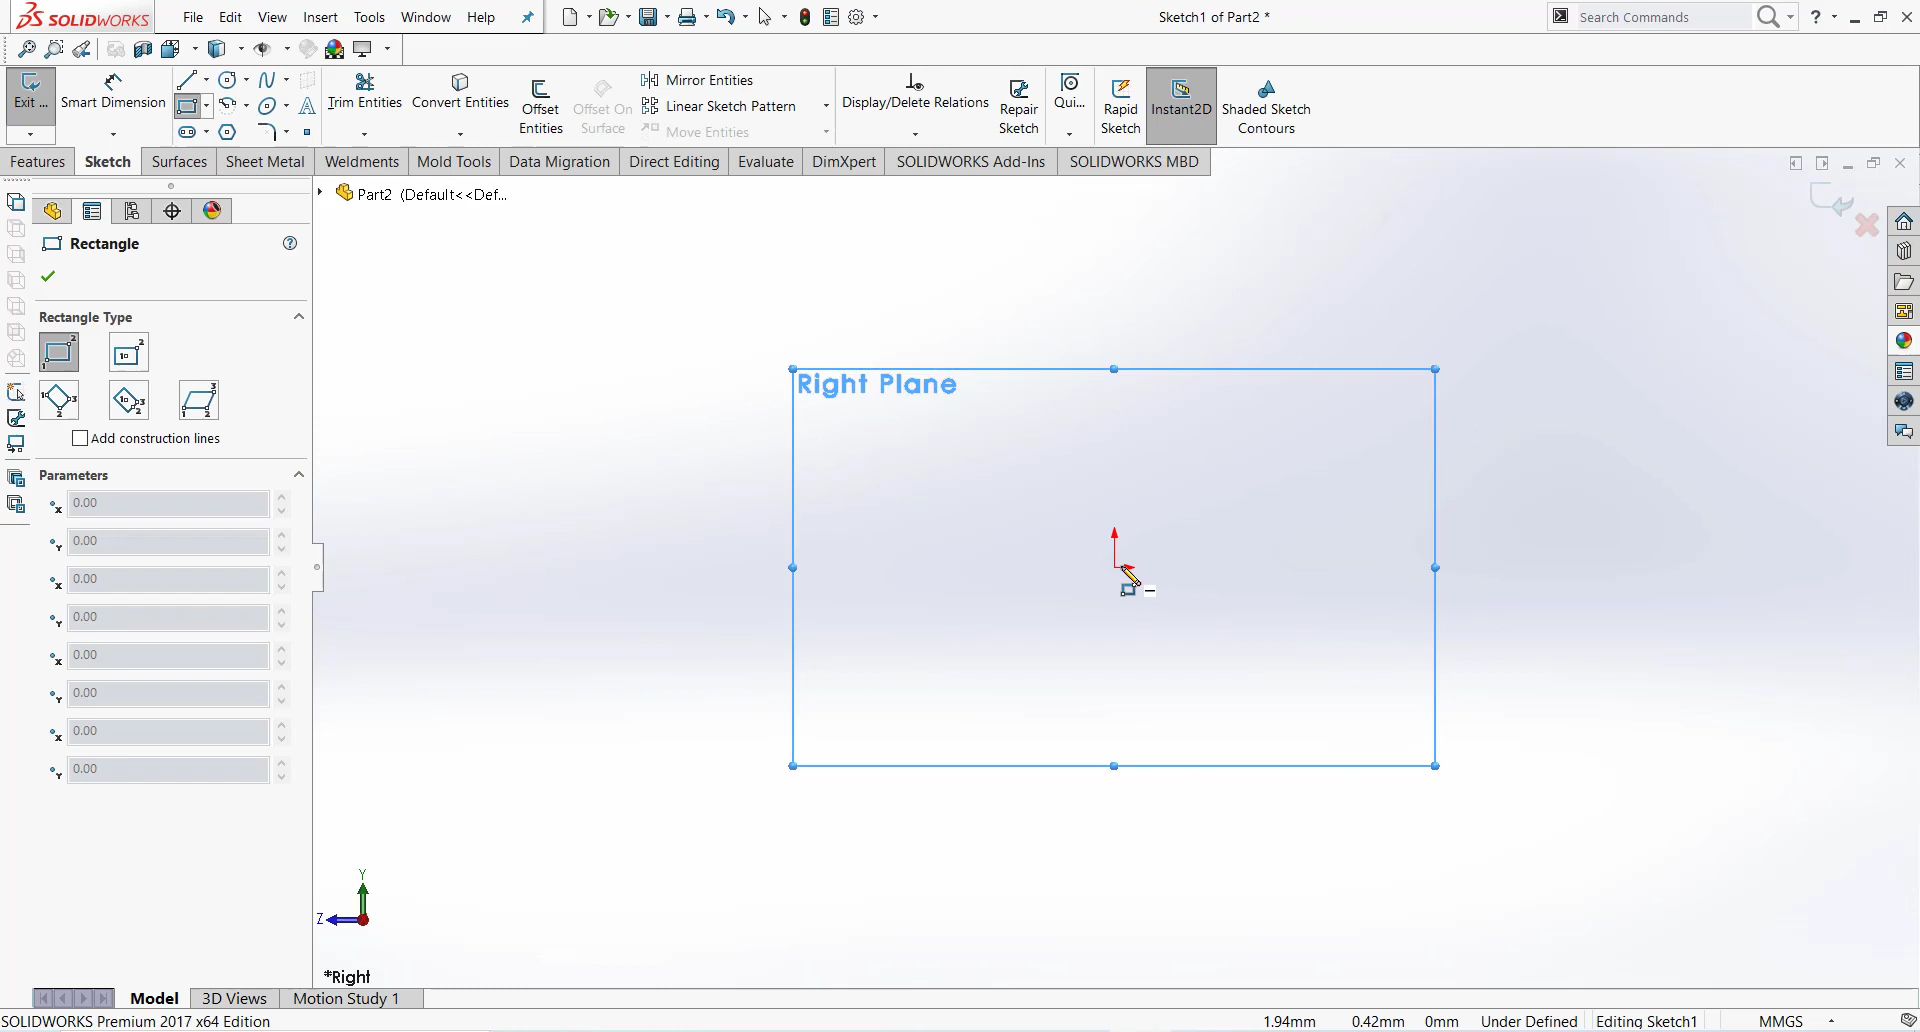 SOLIDWORKS
File Edit View Insert Tools Window Help
Sketch1 of Part2 *
Search Commands
?
Exit ...
Smart Dimension
Trim Entities
Convert Entities
Offset Entities
Offset On Surface
Mirror Entities
Linear Sketch Pattern
Move Entities
Display/Delete Relations
Repair Sketch
Qui...
Rapid Sketch
Instant2D
Shaded Sketch Contours
Features Sketch Surfaces Sheet Metal Weldments Mold Tools Data Migration Direct Editing Evaluate DimXpert SOLIDWORKS Add-Ins SOLIDWORKS MBD
Part2 (Default<<Def...
Rectangle
Rectangle Type
Add construction lines
Parameters
x 0.00
Y 0.00
x 0.00
Y 0.00
x 0.00
Y 0.00
x 0.00
Y 0.00
Right Plane
Y
Z
*Right
Model 3D Views Motion Study 1
SOLIDWORKS Premium 2017 x64 Edition
1.94mm 0.42mm 0mm Under Defined Editing Sketch1 MMGS